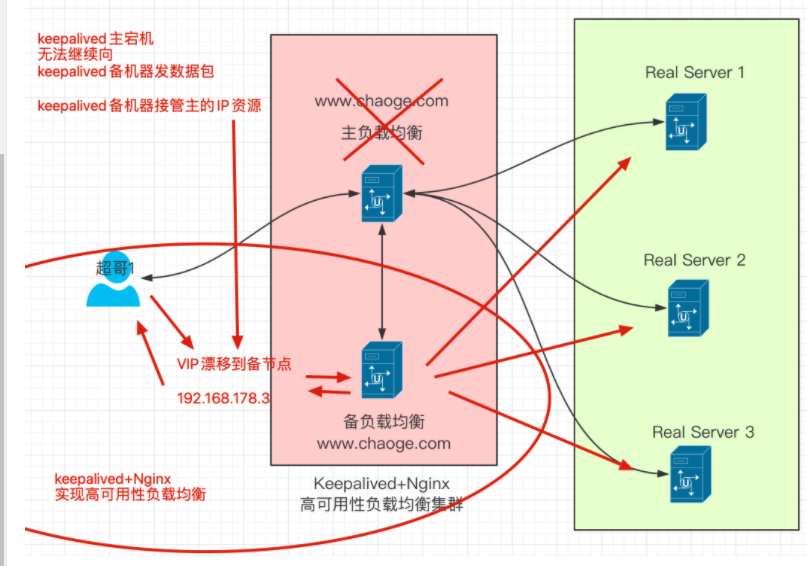 keepalived主宕机
无法继续向
keepalived备机器发数据包
keepalived备机器接管主的IP资源
www.chaoge.com
主负载均衡
Real Server 1
超哥1
Real Server 2
VIP漂移到备节点
192.168.178.3
备负载均衡
www.chaoge.com
Real Server 3
keepalived+Nginx
实现高可用性负载均衡
Keepalived+Nginx
高可用性负载均衡集群